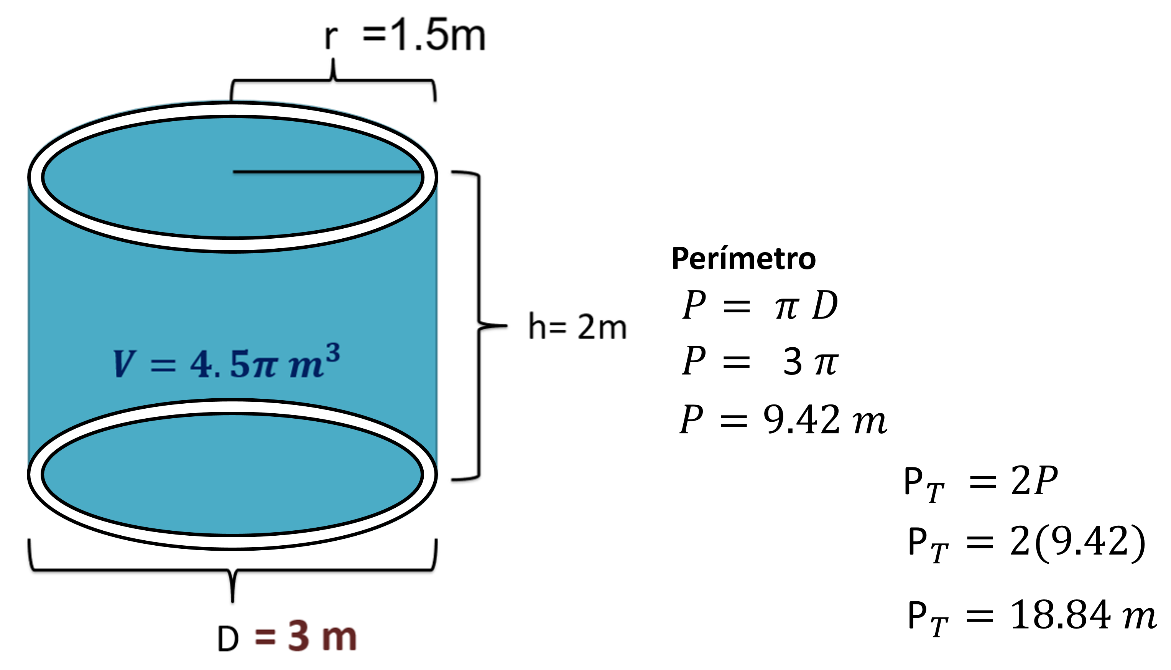 r =1.5m
h= 2m
V = 4.5π m³
D = 3 m
Perímetro
P = π D
P = 3 π
P = 9.42 m
P_T = 2P
P_T = 2(9.42)
P_T = 18.84 m